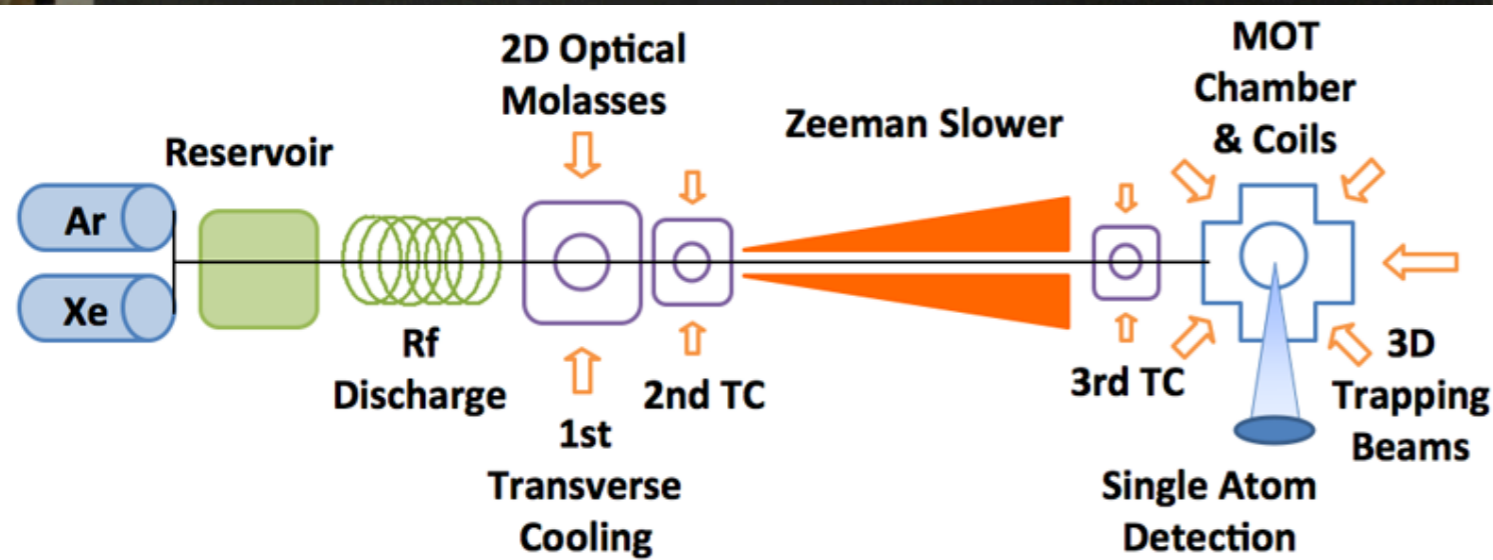 2D Optical
Molasses
MOT
Chamber
& Coils
Zeeman Slower
Reservoir
Ar
Xe
Rf
Discharge
2nd TC
1st
Transverse
Cooling
3rd TC
3D
Trapping
Beams
Single Atom
Detection